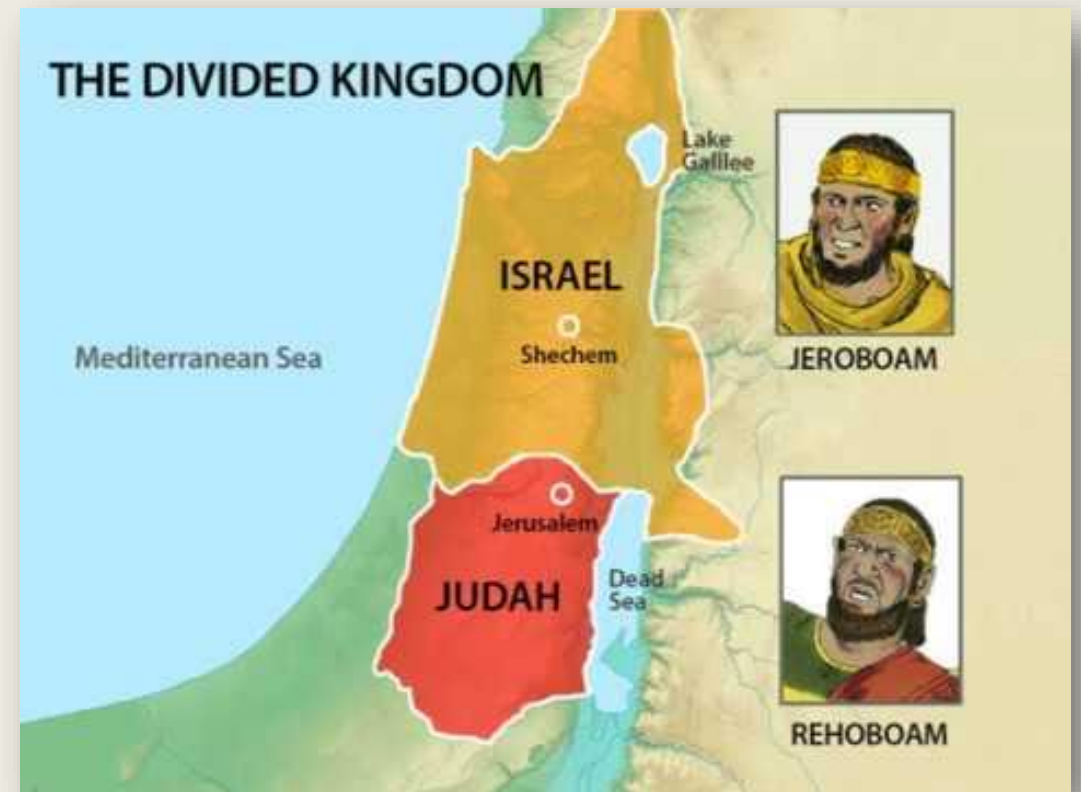 THE DIVIDED KINGDOM
Lake
Galilee
ISRAEL
Shechem
Mediterranean Sea
JEROBOAM
Jerusalem
JUDAH
Dead
Sea
REHOBOAM